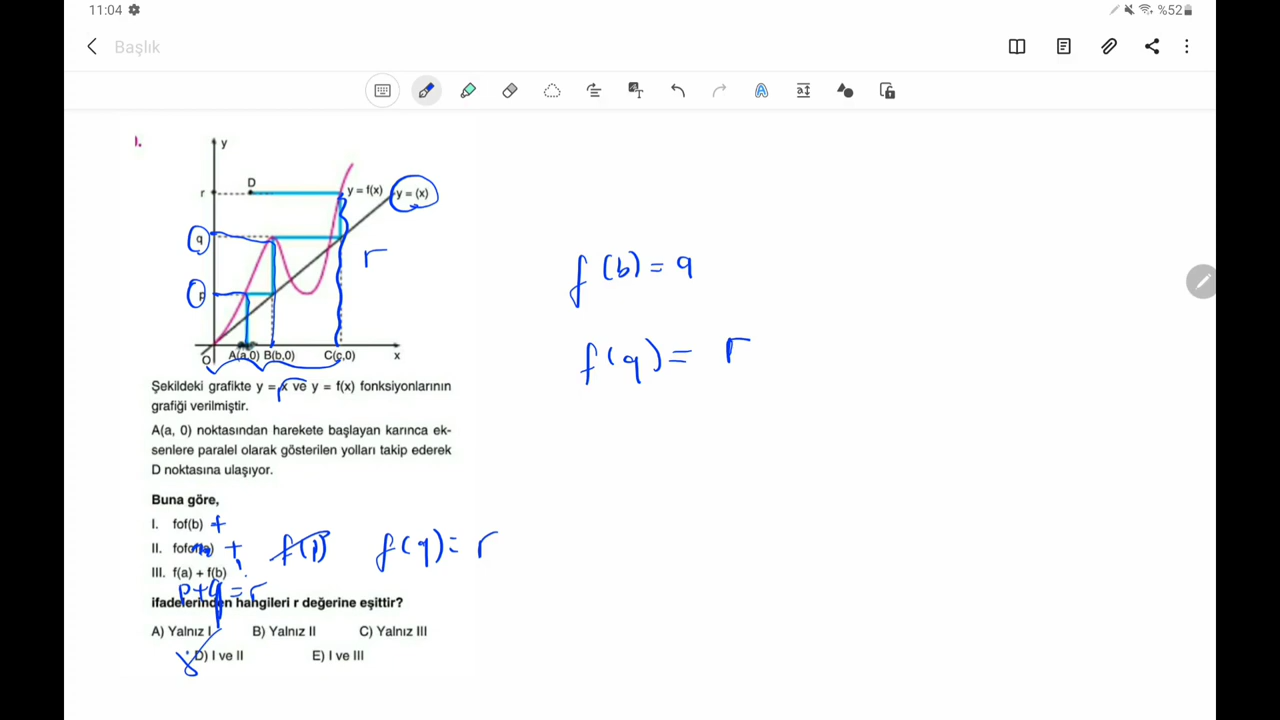 11:04
%52
Başlık
1.
y
D
r
y = f(x)
y = (x)
q
r
p
O
A(a,0) B(b,0) C(c,0) x
f(b) = q
f(q) = r
Şekildeki grafikte y = x ve y = f(x) fonksiyonlarının
grafiği verilmiştir.
A(a, 0) noktasından harekete başlayan karınca ek-
senlere paralel olarak gösterilen yolları takip ederek
D noktasına ulaşıyor.
Buna göre,
I. fof(b) +
II. +
f(q) = r
III. f(a) + f(b)
p+q = r
ifadelerinden hangileri r değerine eşittir?
A) Yalnız I B) Yalnız II C) Yalnız III
D) I ve II E) I ve III